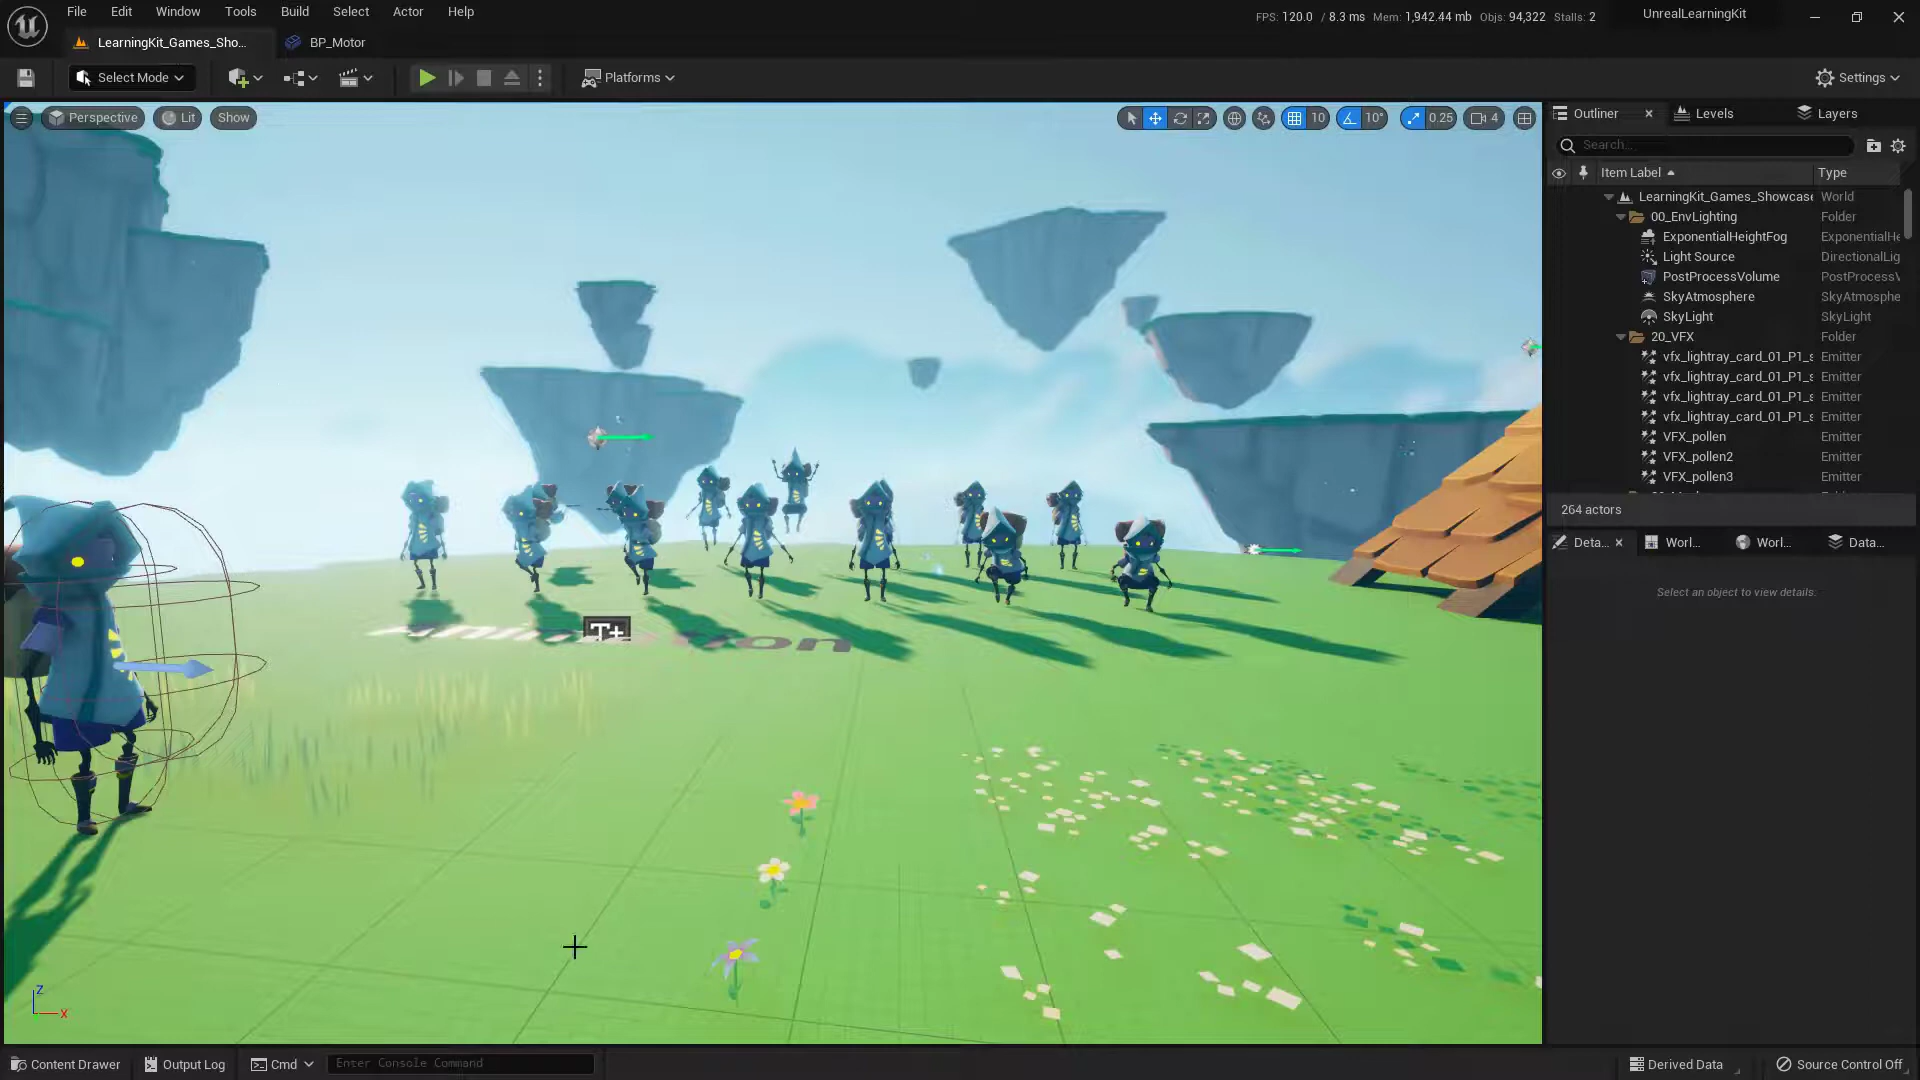 File Edit Window Tools Build Select Actor Help
FPS: 120.0 / 8.3 ms Mem: 1,942.44 mb Objs: 94,322 Stalls: 2
UnrealLearningKit
LearningKit_Games_Sho...
BP_Motor
Select Mode
Platforms
Settings
Perspective
Lit
Show
10
10°
0.25
4
Outliner
Levels
Layers
Search...
Item Label
Type
LearningKit_Games_Showcase World
00_EnvLighting Folder
ExponentialHeightFog ExponentialHe
Light Source DirectionalLig
PostProcessVolume PostProcessV
SkyAtmosphere SkyAtmosphe
SkyLight SkyLight
20_VFX Folder
vfx_lightray_card_01_P1_s Emitter
vfx_lightray_card_01_P1_s Emitter
vfx_lightray_card_01_P1_s Emitter
vfx_lightray_card_01_P1_s Emitter
VFX_pollen Emitter
VFX_pollen2 Emitter
VFX_pollen3 Emitter
264 actors
Deta...
Worl...
Worl...
Data...
Select an object to view details.
T+
Z
X
Content Drawer
Output Log
Cmd
Enter Console Command
Derived Data
Source Control Off